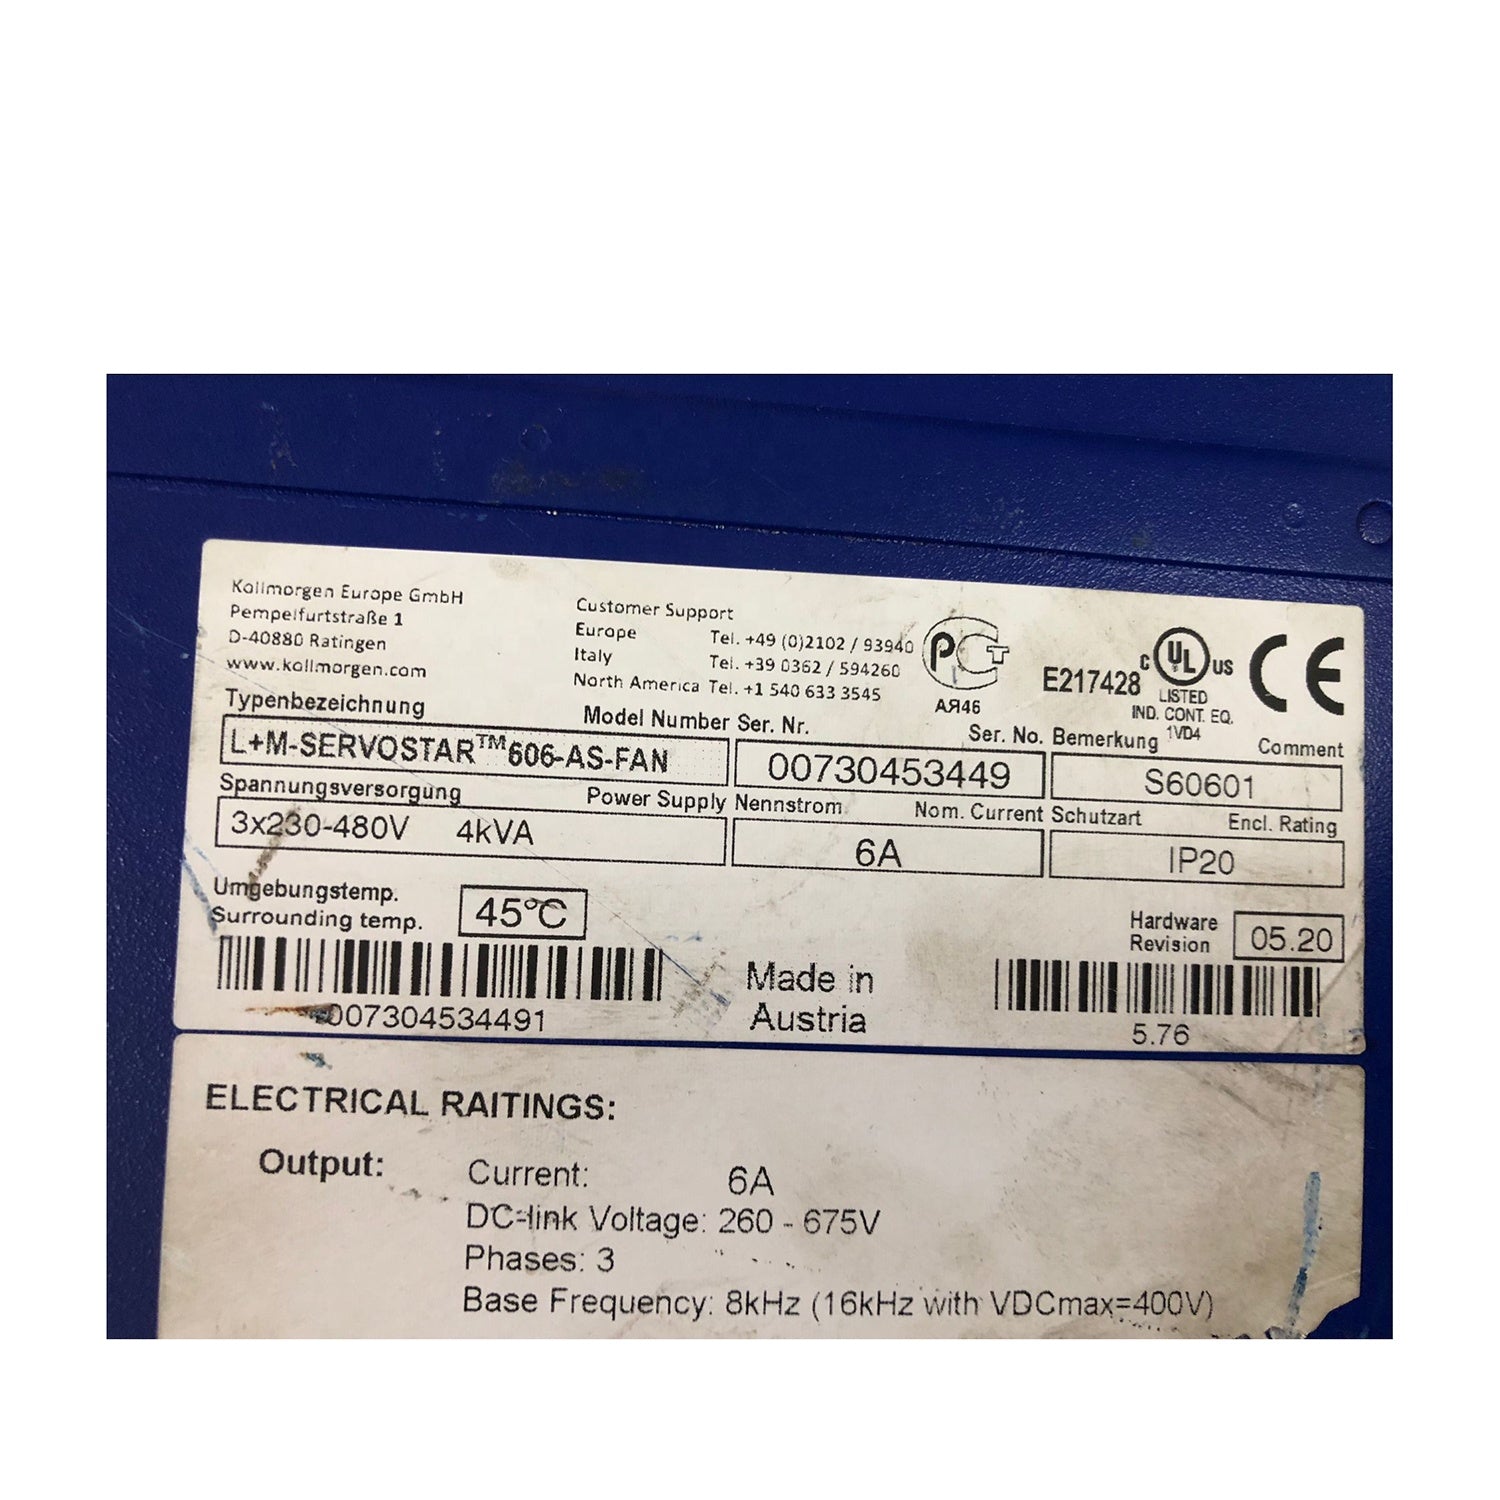 Kollmorgen Europe GmbH
Pempelfurtstraße 1
D-40880 Ratingen
www.kollmorgen.com
Customer Support
Europe Tel. +49 (0)2102 / 93940
Italy Tel. +39 0362 / 594260
North America Tel. +1 540 633 3545
РСТ
АЯ46
E217428
C UL US
LISTED
IND. CONT. EQ.
1VD4
CE
Typenbezeichnung Model Number
L+M-SERVOSTAR™606-AS-FAN
Ser. Nr. Ser. No.
00730453449
Bemerkung Comment
S60601
Spannungsversorgung Power Supply
3x230-480V 4kVA
Nennstrom Nom. Current
6A
Schutzart Encl. Rating
IP20
Umgebungstemp.
Surrounding temp.
45°C
Hardware
Revision
05.20
007304534491
Made in
Austria
5.76
ELECTRICAL RAITINGS:
Output: Current: 6A
DC-link Voltage: 260 - 675V
Phases: 3
Base Frequency: 8kHz (16kHz with VDCmax=400V)